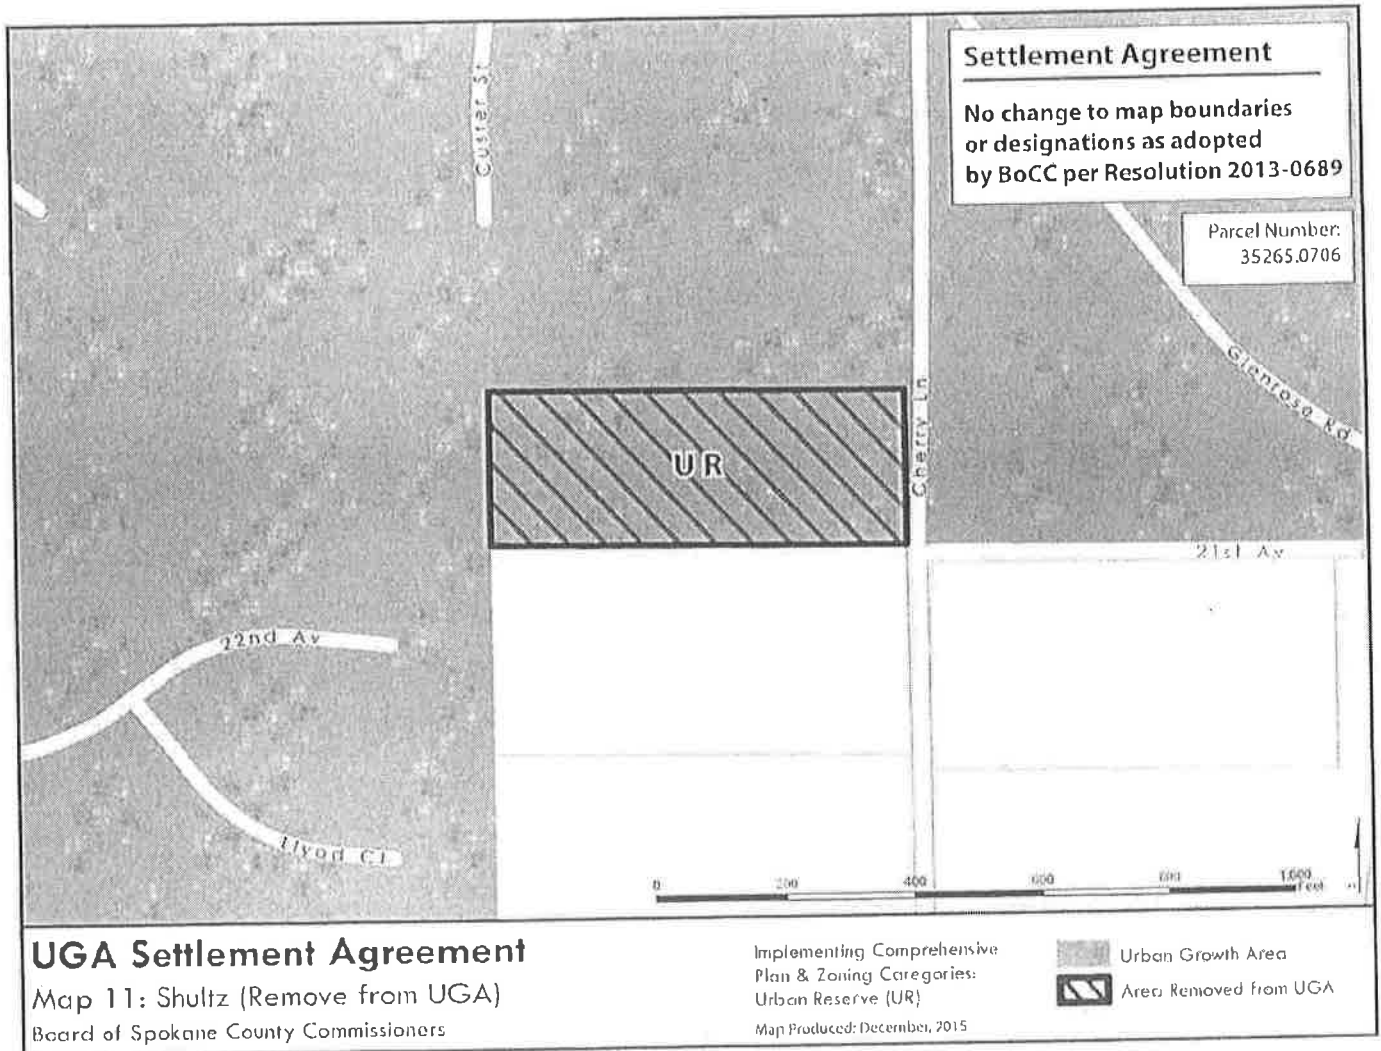 Settlement Agreement
No change to map boundaries
or designations as adopted
by BoCC per Resolution 2013-0689
Parcel Number:
35265.0706
Custer St
Glenrose Rd
Cherry Ln
UR
21st Av
22nd Av
Ct
0 200 400 600 800 1,000
Feet
UGA Settlement Agreement
Map 11: Shultz (Remove from UGA)
Board of Spokane County Commissioners
Implementing Comprehensive
Plan & Zoning Categories:
Urban Reserve (UR)
Map Produced: December, 2015
Urban Growth Area
Area Removed from UGA